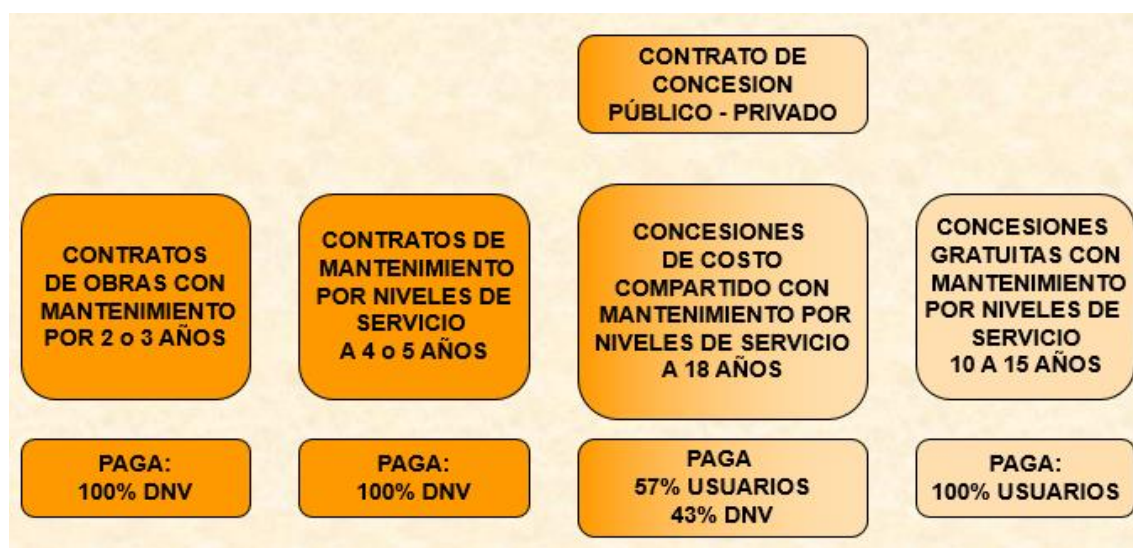 CONTRATO DE
CONCESION
PÚBLICO - PRIVADO
CONTRATOS
DE OBRAS CON
MANTENIMIENTO
POR 2 o 3 AÑOS
CONTRATOS DE
MANTENIMIENTO
POR NIVELES DE
SERVICIO
A 4 o 5 AÑOS
CONCESIONES
DE COSTO
COMPARTIDO CON
MANTENIMIENTO POR
NIVELES DE SERVICIO
A 18 AÑOS
CONCESIONES
GRATUITAS CON
MANTENIMIENTO
POR NIVELES DE
SERVICIO
10 A 15 AÑOS
PAGA:
100% DNV
PAGA:
100% DNV
PAGA
57% USUARIOS
43% DNV
PAGA:
100% USUARIOS